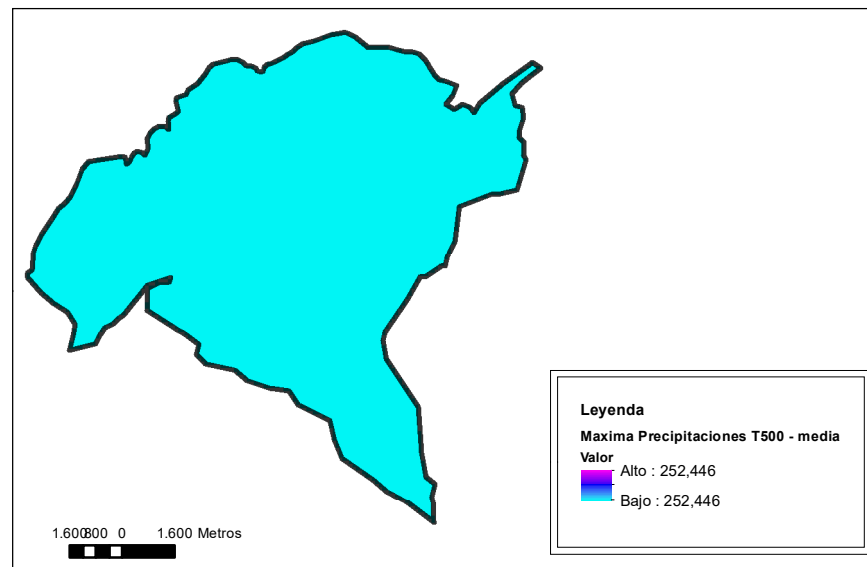 Leyenda
Maxima Precipitaciones T500 - media
Valor
Alto : 252,446
Bajo : 252,446
1.600 800 0 1.600 Metros